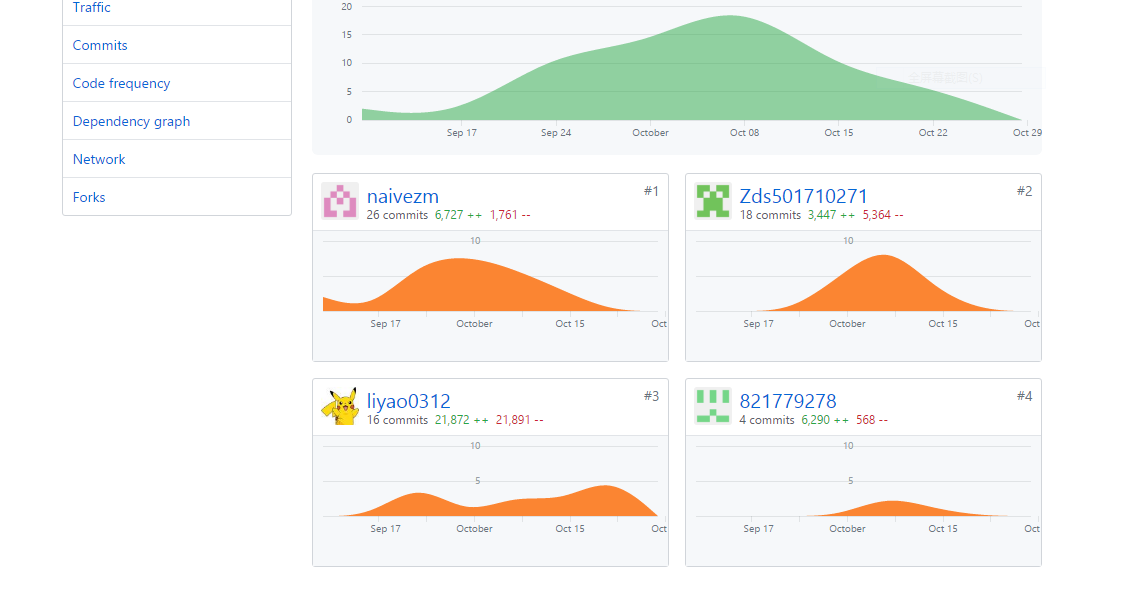 Traffic
Commits
Code frequency
Dependency graph
Network
Forks
20
15
10
5
0
Sep 17 Sep 24 October Oct 08 Oct 15 Oct 22 Oct 29
naivezm #1
26 commits 6,727 ++ 1,761 --
10
Sep 17 October Oct 15 Oct
Zds501710271 #2
18 commits 3,447 ++ 5,364 --
10
Sep 17 October Oct 15 Oct
liyao0312 #3
16 commits 21,872 ++ 21,891 --
10
5
Sep 17 October Oct 15 Oct
821779278 #4
4 commits 6,290 ++ 568 --
10
5
Sep 17 October Oct 15 Oct